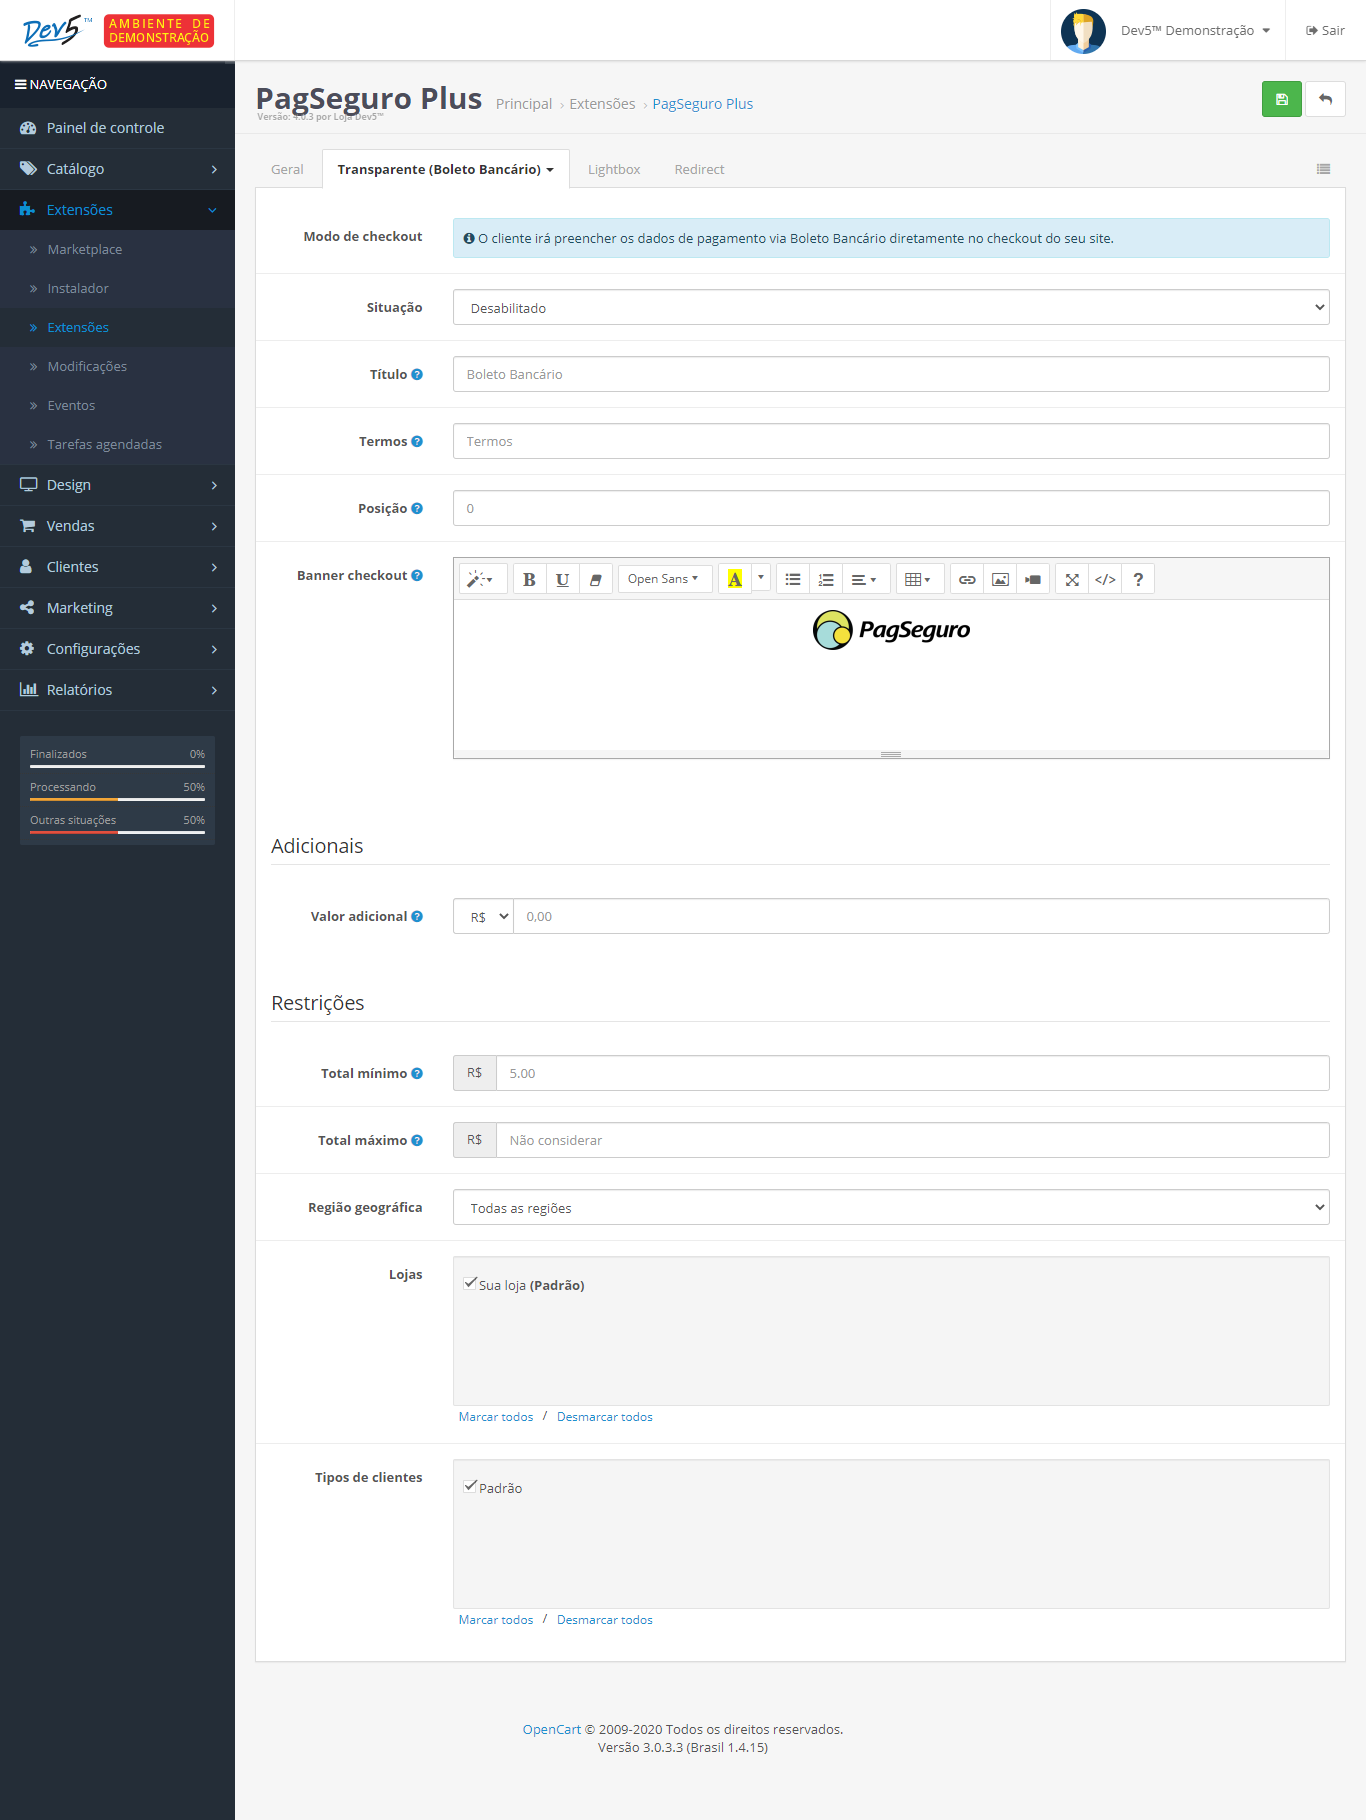 Dev5™
AMBIENTE DE
DEMONSTRAÇÃO
Dev5™ Demonstração
Sair
NAVEGAÇÃO
Painel de controle
Catálogo
Extensões
Marketplace
Instalador
Extensões
Modificações
Eventos
Tarefas agendadas
Design
Vendas
Clientes
Marketing
Configurações
Relatórios
Finalizados 0%
Processando 50%
Outras situações 50%
PagSeguro Plus
Principal › Extensões › PagSeguro Plus
Versão: 4.0.3 por Loja Dev5™
Geral
Transparente (Boleto Bancário)
Lightbox
Redirect
Modo de checkout
O cliente irá preencher os dados de pagamento via Boleto Bancário diretamente no checkout do seu site.
Situação
Desabilitado
Título
Boleto Bancário
Termos
Termos
Posição
0
Banner checkout
B U Open Sans A </> ?
PagSeguro
Adicionais
Valor adicional
R$ 0,00
Restrições
Total mínimo
R$ 5.00
Total máximo
R$ Não considerar
Região geográfica
Todas as regiões
Lojas
Sua loja (Padrão)
Marcar todos / Desmarcar todos
Tipos de clientes
Padrão
Marcar todos / Desmarcar todos
OpenCart © 2009-2020 Todos os direitos reservados.
Versão 3.0.3.3 (Brasil 1.4.15)